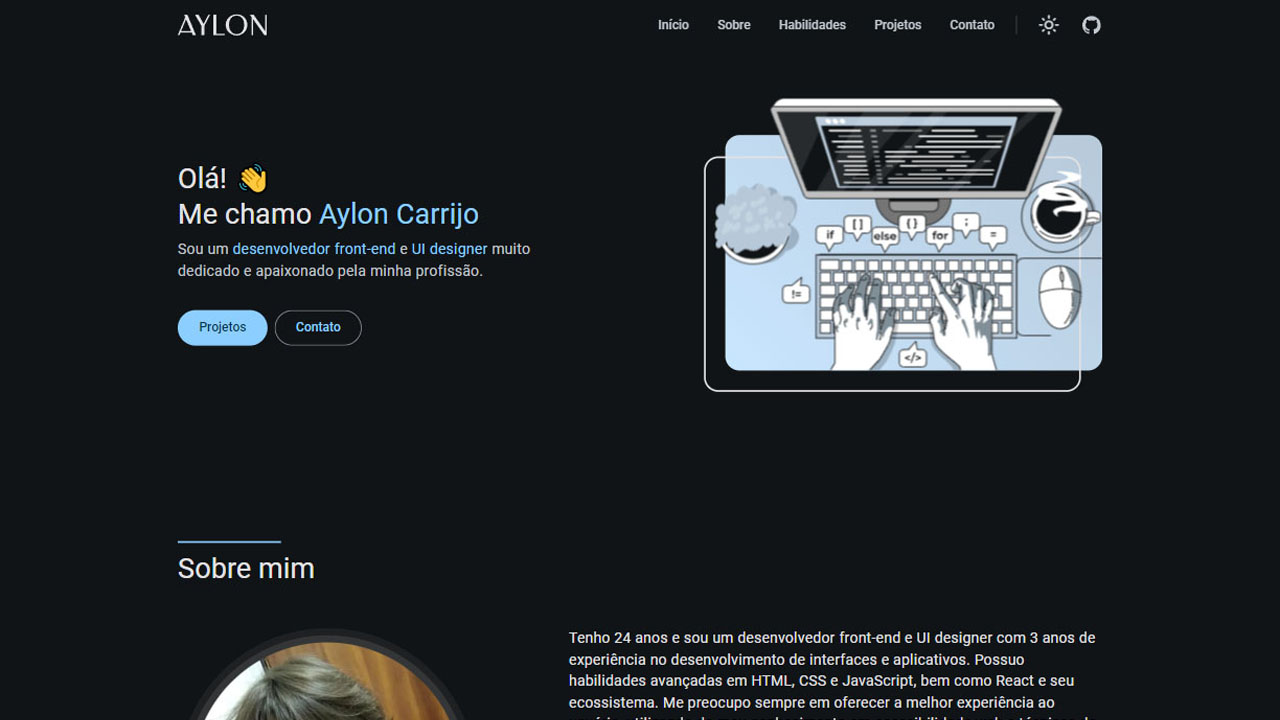 AYLON
Início Sobre Habilidades Projetos Contato
Olá! 👋
Me chamo Aylon Carrijo
Sou um desenvolvedor front-end e UI designer muito
dedicado e apaixonado pela minha profissão.
Projetos Contato
if [ ] else { } for ; =
!=
</>
Sobre mim
Tenho 24 anos e sou um desenvolvedor front-end e UI designer com 3 anos de
experiência no desenvolvimento de interfaces e aplicativos. Possuo
habilidades avançadas em HTML, CSS e JavaScript, bem como React e seu
ecossistema. Me preocupo sempre em oferecer a melhor experiência ao